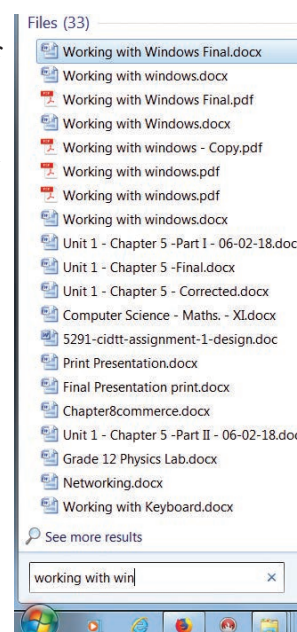 Files (33)
Working with Windows Final.docx
Working with windows.docx
Working with Windows Final.pdf
Working with Windows.docx
Working with windows - Copy.pdf
Working with windows.pdf
Working with windows.pdf
Working with windows.docx
Unit 1 - Chapter 5 -Part I - 06-02-18.doc
Unit 1 - Chapter 5 -Final.docx
Unit 1 - Chapter 5 - Corrected.docx
Computer Science - Maths. - XI.docx
5291-cidtt-assignment-1-design.doc
Print Presentation.docx
Final Presentation print.docx
Chapter8commerce.docx
Unit 1 - Chapter 5 -Part II - 06-02-18.doc
Grade 12 Physics Lab.docx
Networking.docx
Working with Keyboard.docx
See more results
working with win